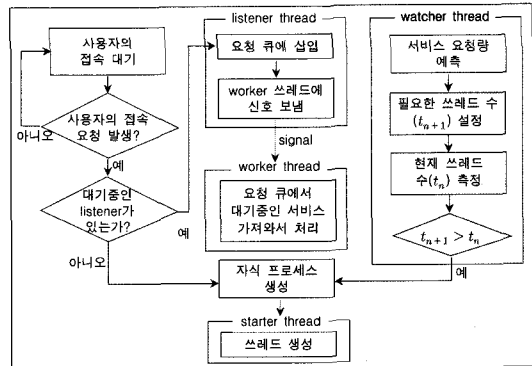 사용자의
접속 대기
사용자의 접속
요청 발생?
아니오
예
대기중인
listener가
있는가?
예
아니오
listener thread
요청 큐에 삽입
worker 쓰레드에
신호 보냄
signal
worker thread
요청 큐에서
대기중인 서비스
가져와서 처리
watcher thread
서비스 요청량
예측
필요한 쓰레드 수
(tₙ₊₁) 설정
현재 쓰레드
수(tₙ) 측정
tₙ₊₁ > tₙ
예
자식 프로세스
생성
starter thread
쓰레드 생성